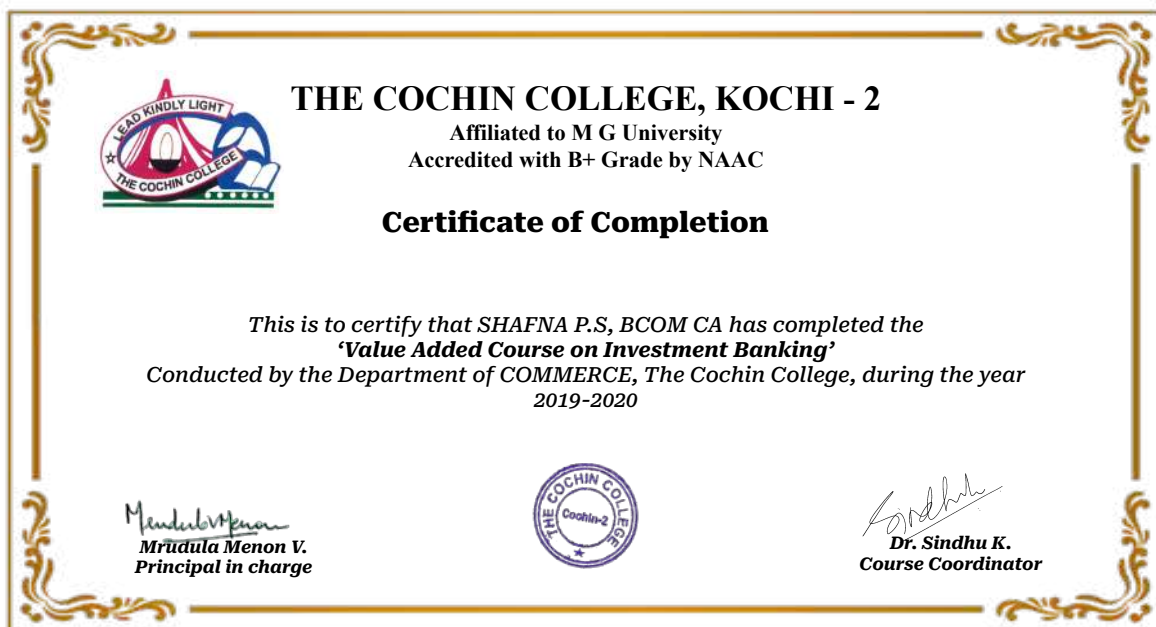 LEAD KINDLY LIGHT
THE COCHIN COLLEGE
THE COCHIN COLLEGE, KOCHI - 2
Affiliated to M G University
Accredited with B+ Grade by NAAC
Certificate of Completion
This is to certify that SHAFNA P.S, BCOM CA has completed the
‘Value Added Course on Investment Banking’
Conducted by the Department of COMMERCE, The Cochin College, during the year
2019-2020
THE COCHIN COLLEGE
Cochin-2
Mrudula Menon
Mrudula Menon V.
Principal in charge
Sindhu
Dr. Sindhu K.
Course Coordinator